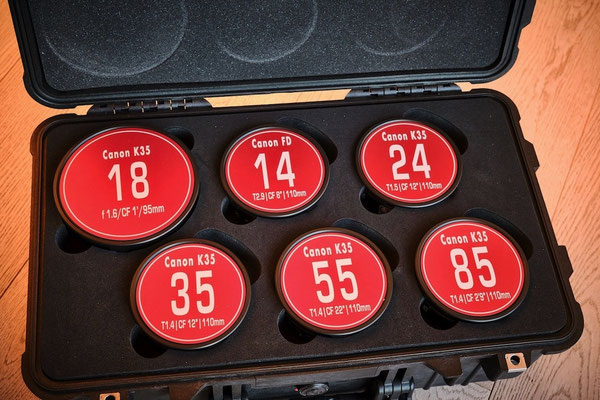 Canon K35
18
f 1.6/CF 1'/95mm
Canon FD
14
T2.9|CF 8"|110mm
Canon K35
24
T1.5|CF 12"|110mm
Canon K35
35
T1.4|CF 12"|110mm
Canon K35
55
T1.4|CF 22"|110mm
Canon K35
85
T1.4|CF 2'9"|110mm